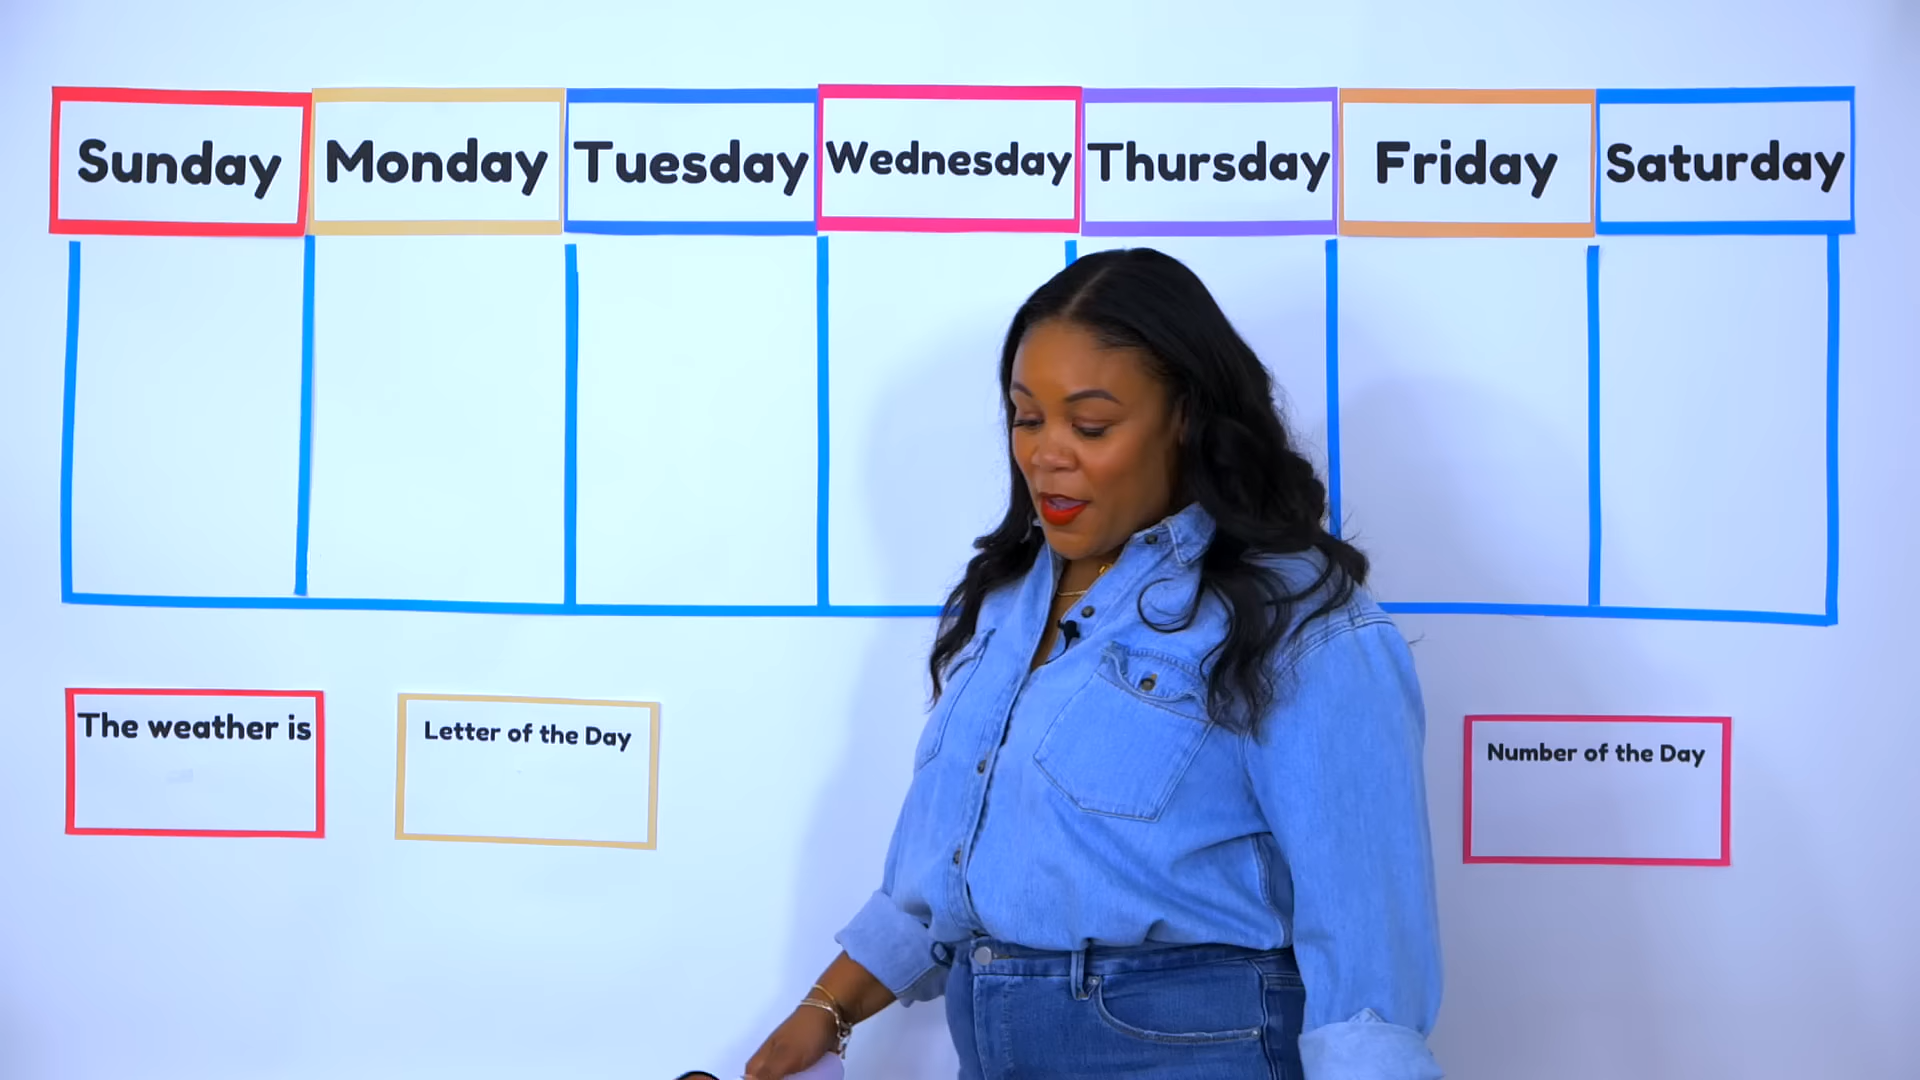 Sunday
Monday
Tuesday
Wednesday
Thursday
Friday
Saturday
The weather is
Letter of the Day
Number of the Day